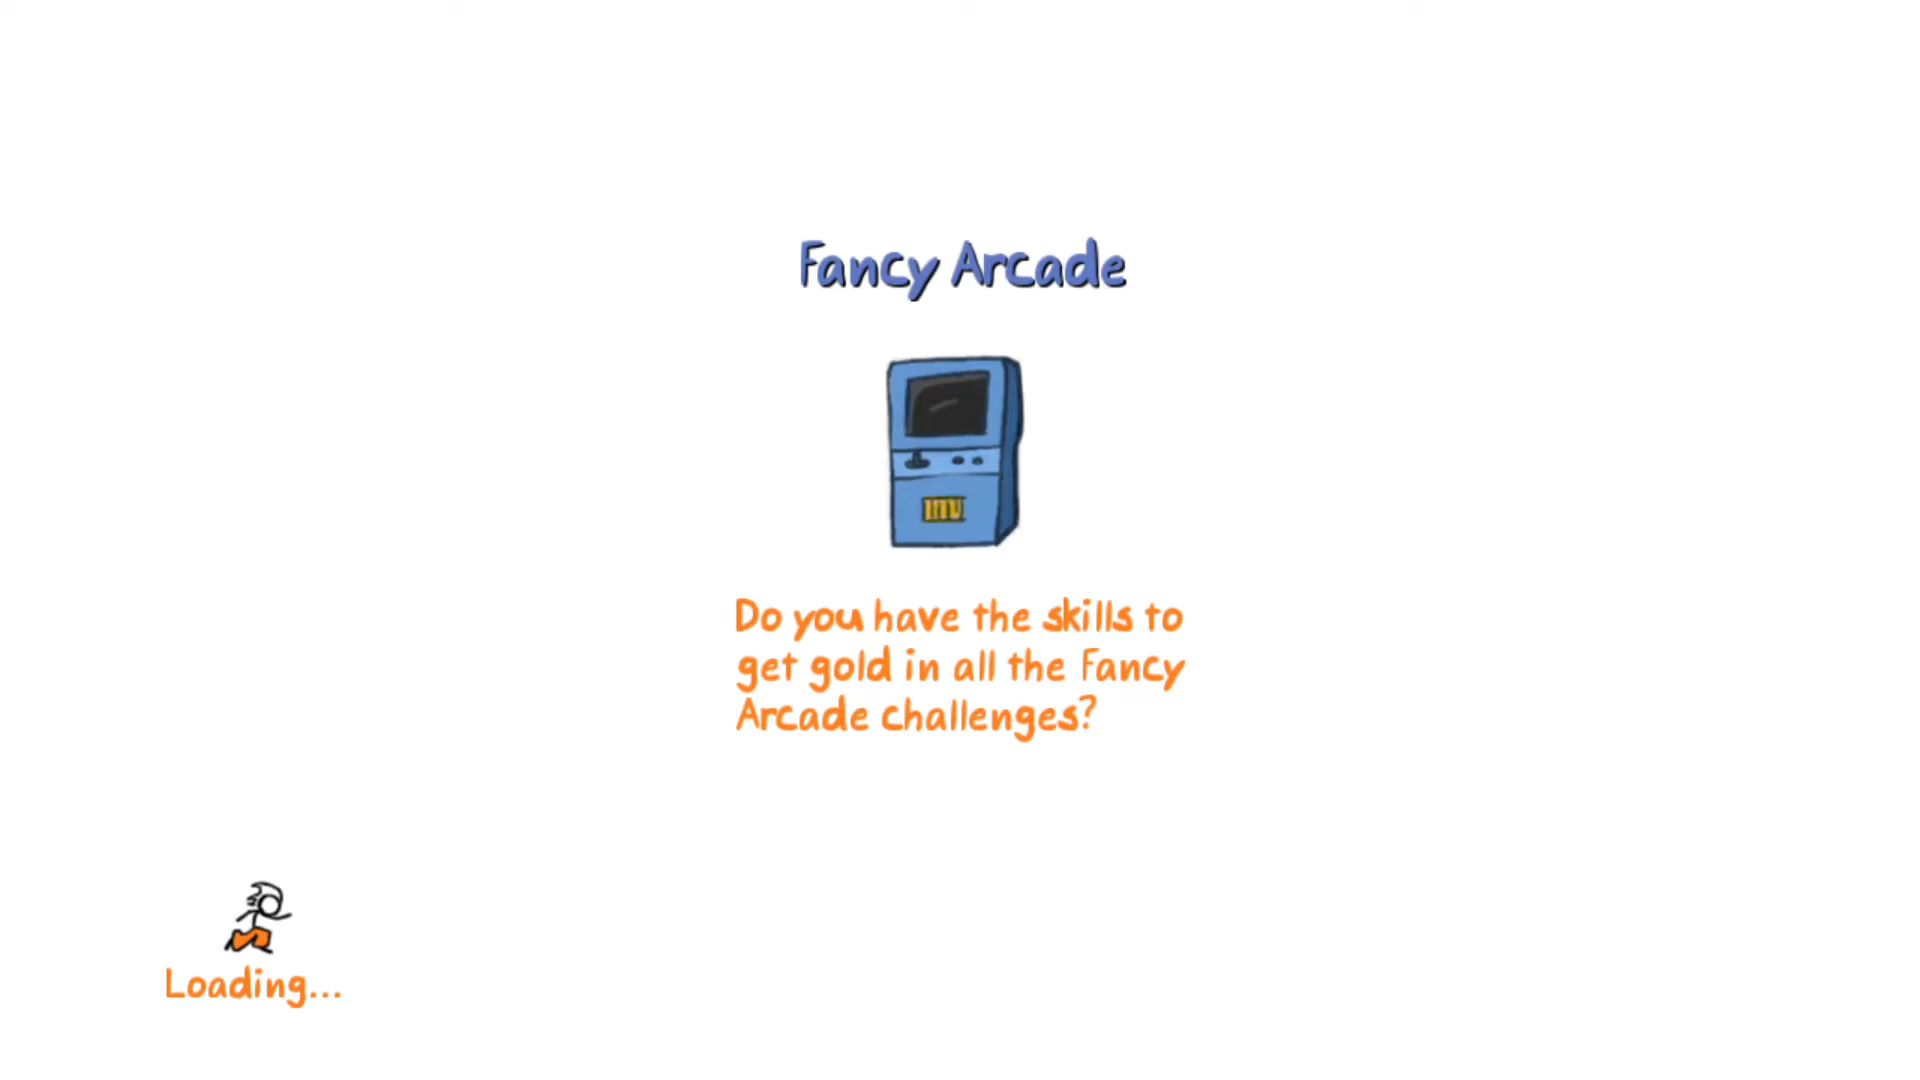 Fancy Arcade
Do you have the skills to
get gold in all the Fancy
Arcade challenges?
Loading...